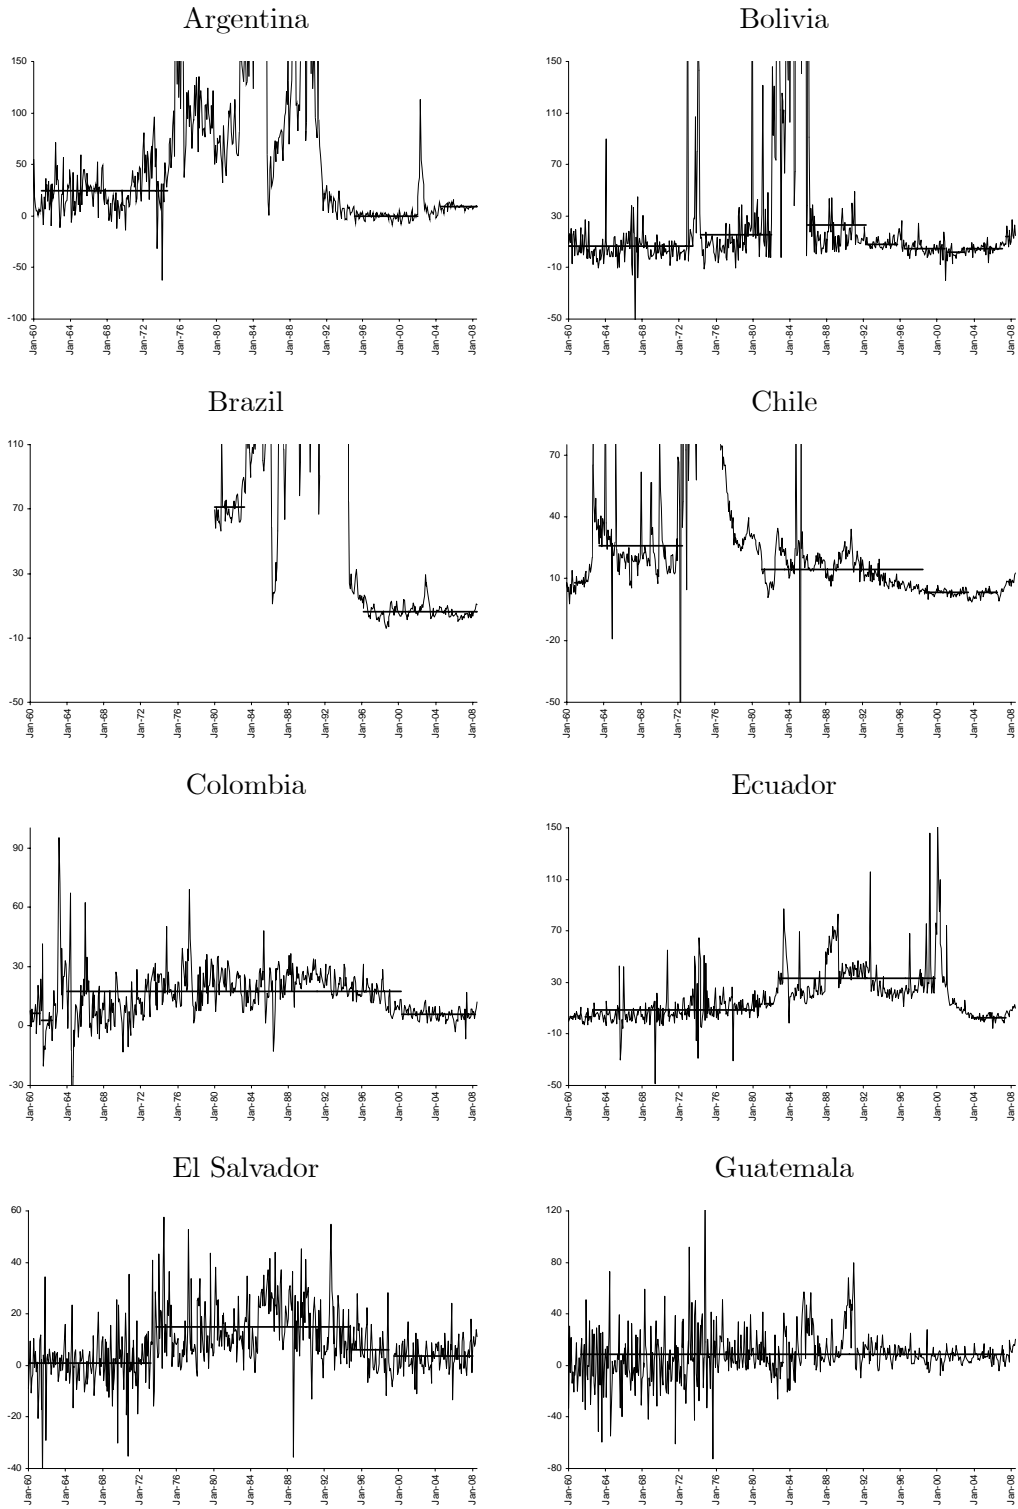 Argentina
150
100
50
0
-50
-100
Jan-60 Jan-64 Jan-68 Jan-72 Jan-76 Jan-80 Jan-84 Jan-88 Jan-92 Jan-96 Jan-00 Jan-04 Jan-08
Bolivia
150
110
70
30
-10
-50
Jan-60 Jan-64 Jan-68 Jan-72 Jan-76 Jan-80 Jan-84 Jan-88 Jan-92 Jan-96 Jan-00 Jan-04 Jan-08
Brazil
110
70
30
-10
-50
Jan-60 Jan-64 Jan-68 Jan-72 Jan-76 Jan-80 Jan-84 Jan-88 Jan-92 Jan-96 Jan-00 Jan-04 Jan-08
Chile
70
40
10
-20
-50
Jan-60 Jan-64 Jan-68 Jan-72 Jan-76 Jan-80 Jan-84 Jan-88 Jan-92 Jan-96 Jan-00 Jan-04 Jan-08
Colombia
90
60
30
0
-30
Jan-60 Jan-64 Jan-68 Jan-72 Jan-76 Jan-80 Jan-84 Jan-88 Jan-92 Jan-96 Jan-00 Jan-04 Jan-08
Ecuador
150
110
70
30
-10
-50
Jan-60 Jan-64 Jan-68 Jan-72 Jan-76 Jan-80 Jan-84 Jan-88 Jan-92 Jan-96 Jan-00 Jan-04 Jan-08
El Salvador
60
40
20
0
-20
-40
Jan-60 Jan-64 Jan-68 Jan-72 Jan-76 Jan-80 Jan-84 Jan-88 Jan-92 Jan-96 Jan-00 Jan-04 Jan-08
Guatemala
120
80
40
0
-40
-80
Jan-60 Jan-64 Jan-68 Jan-72 Jan-76 Jan-80 Jan-84 Jan-88 Jan-92 Jan-96 Jan-00 Jan-04 Jan-08